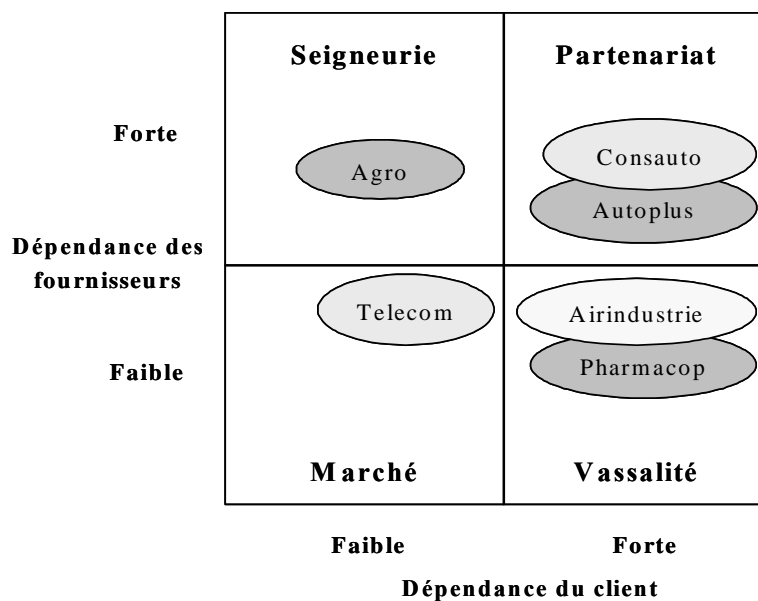 Seigneurie
Partenariat
Forte
Agro
Consauto
Autoplus
Dépendance des
fournisseurs
Telecom
Airindustrie
Faible
Pharmacop
Marché
Vassalité
Faible
Forte
Dépendance du client